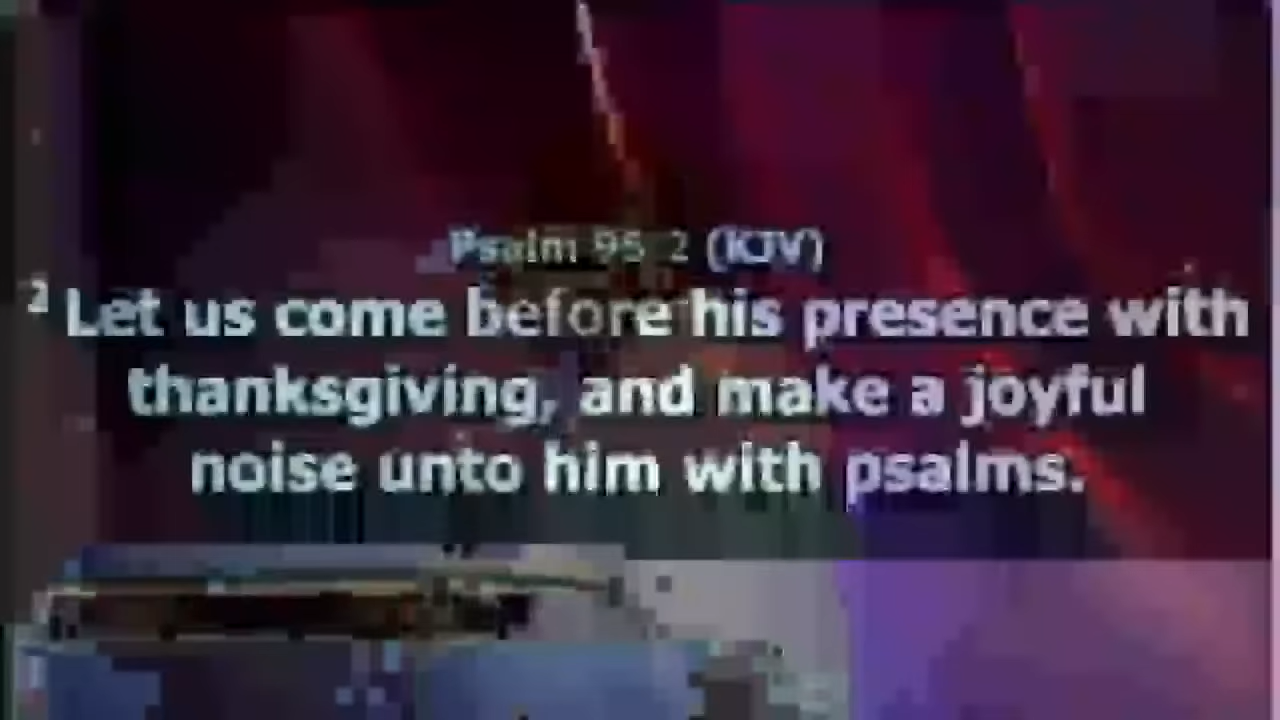 Psalm 95:2 (KJV)
2 Let us come before his presence with
thanksgiving, and make a joyful
noise unto him with psalms.